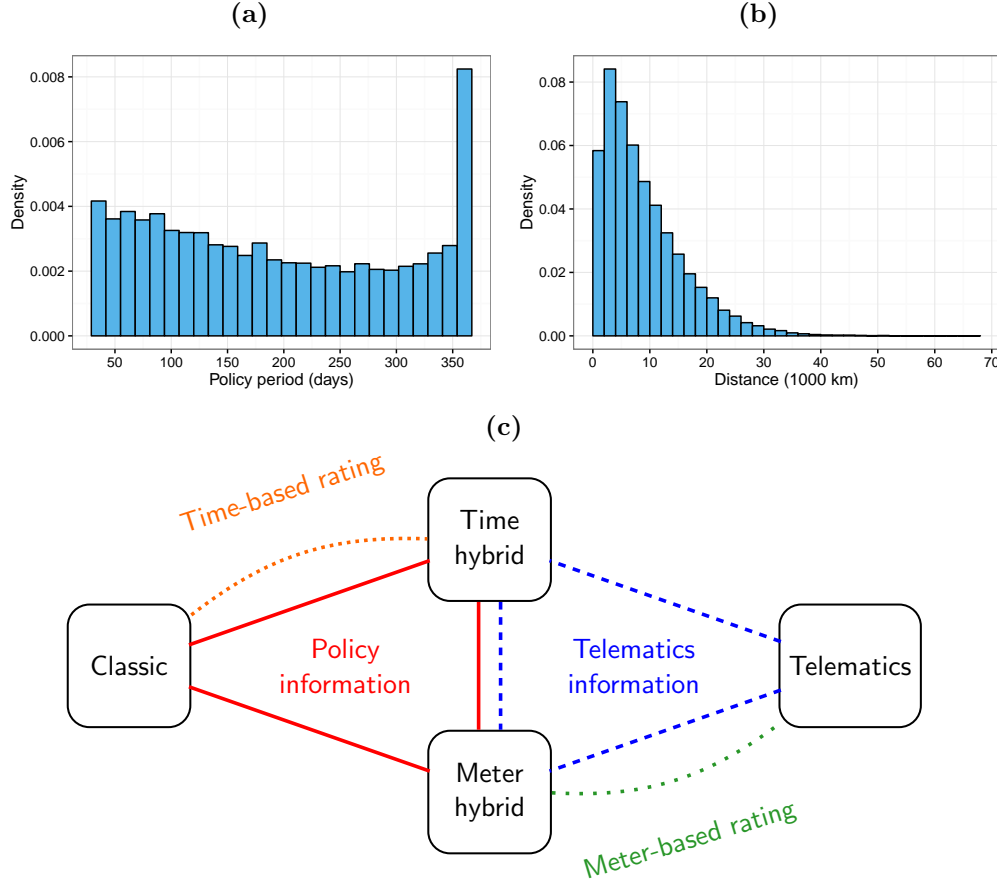 (a)
0.008
0.006
0.004
0.002
0.000
Density
50 100 150 200 250 300 350
Policy period (days)
(b)
0.08
0.06
0.04
0.02
0.00
Density
0 10 20 30 40 50 60 70
Distance (1000 km)
(c)
Time-based rating
Time
hybrid
Classic
Policy
information
Telematics
information
Telematics
Meter
hybrid
Meter-based rating